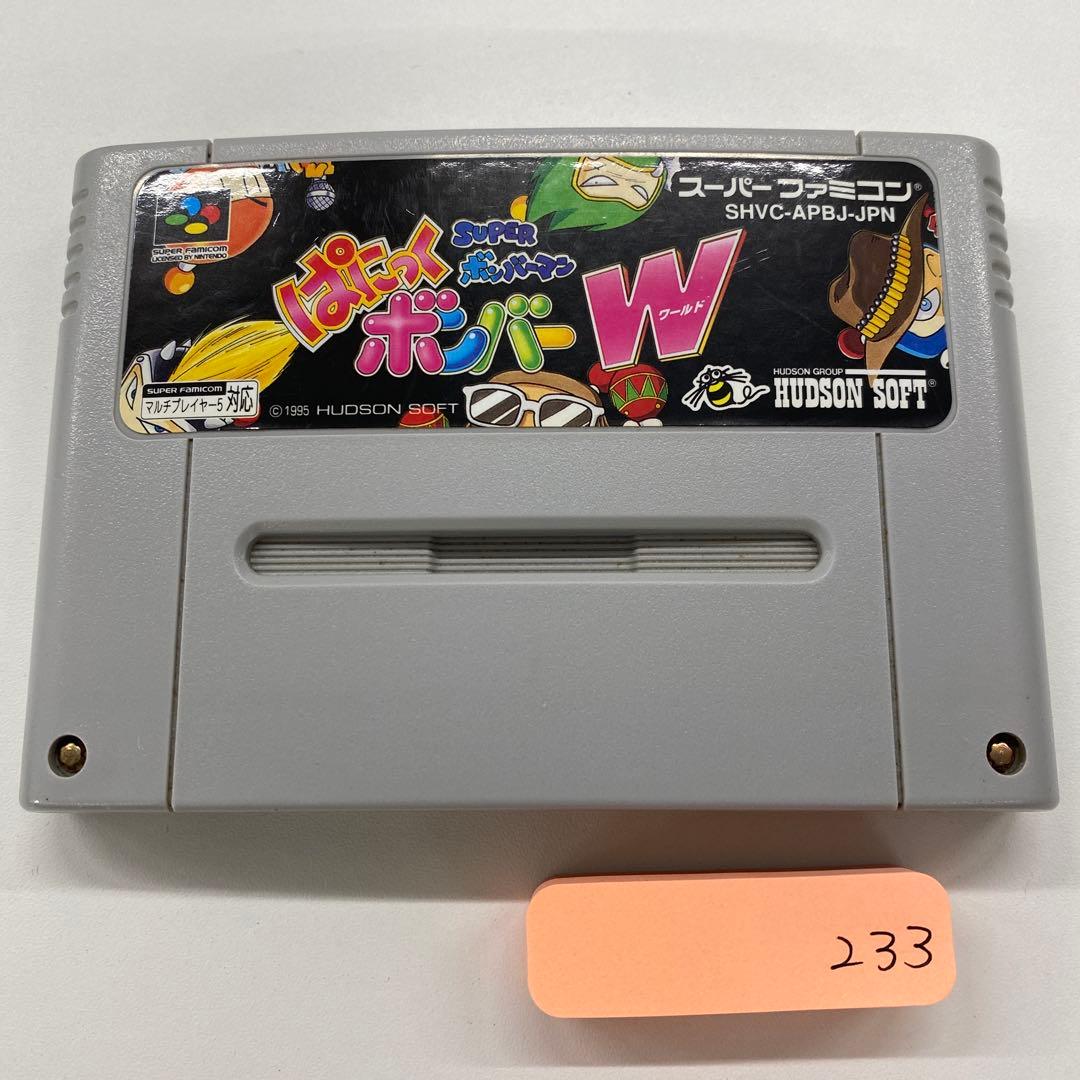 スーパーファミコン®
SHVC-APBJ-JPN
SUPER FAMICOM
LICENSED BY NINTENDO
SUPER
ボンバーマン
ぱにっく
ボンバー
W
ワールド
SUPER FAMICOM
マルチプレイヤー5 対応
©1995 HUDSON SOFT
HUDSON GROUP
HUDSON SOFT®
233